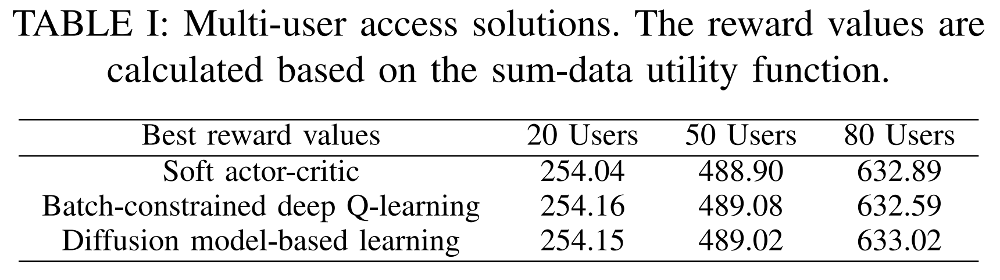 TABLE I: Multi-user access solutions. The reward values are
calculated based on the sum-data utility function.
Best reward values 20 Users 50 Users 80 Users
Soft actor-critic 254.04 488.90 632.89
Batch-constrained deep Q-learning 254.16 489.08 632.59
Diffusion model-based learning 254.15 489.02 633.02